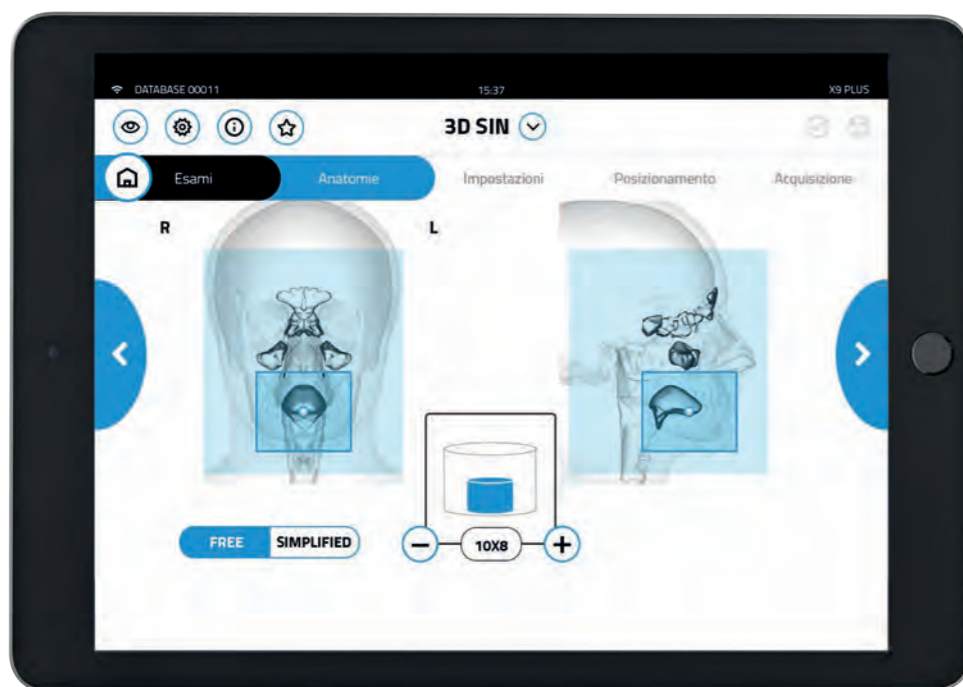 DATABASE 00011 15:37 X9 PLUS
3D SIN
Esami Anatomie Impostazioni Posizionamento Acquisizione
R L
FREE SIMPLIFIED
10X8